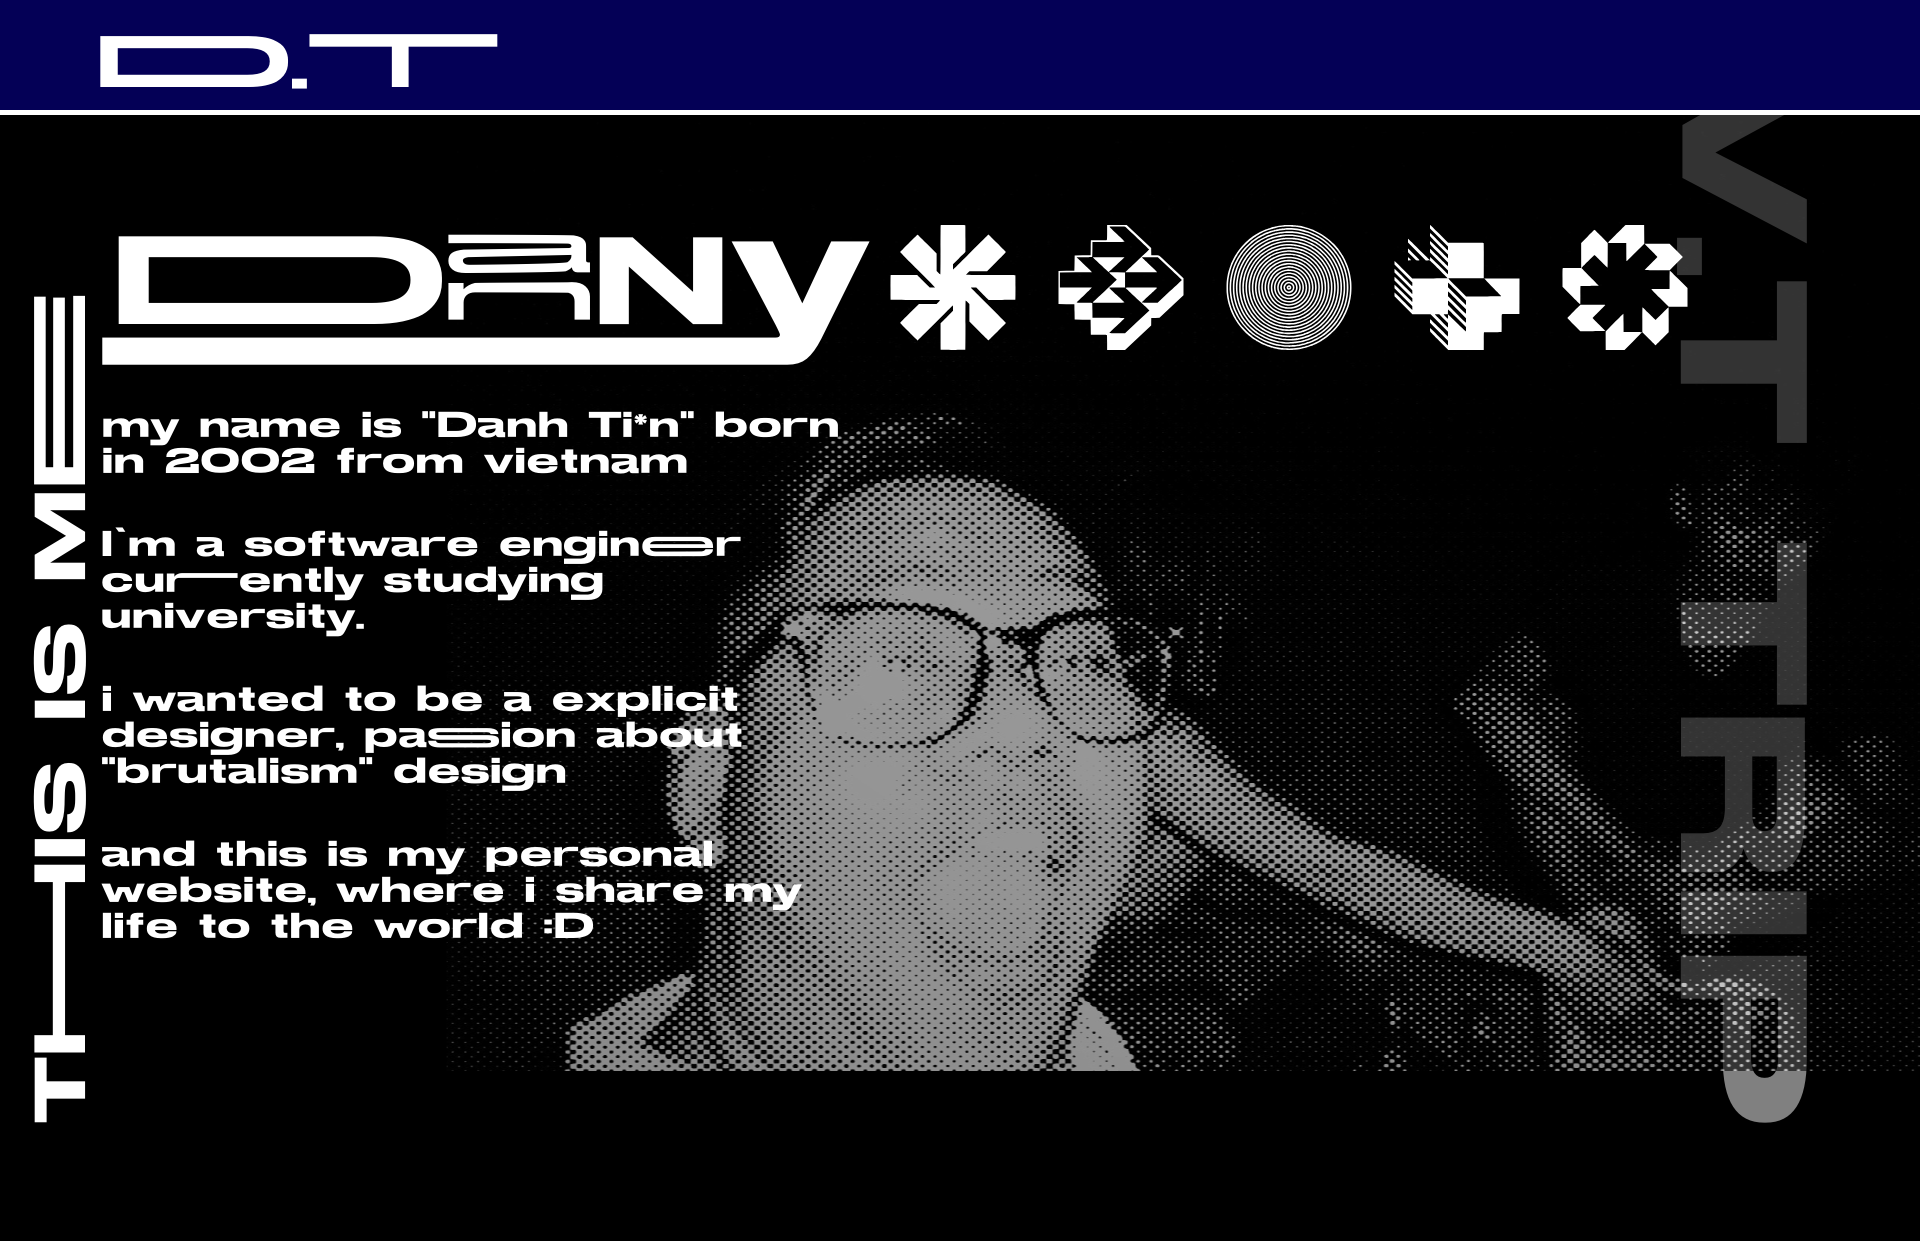 D.T
DaNy
THIS IS ME
my name is "Danh Ti*n" born
in 2002 from vietnam
I`m a software engineer
currently studying
university.
i wanted to be a explicit
designer, passion about
"brutalism" design
and this is my personal
website, where i share my
life to the world :D
V.T TRIP